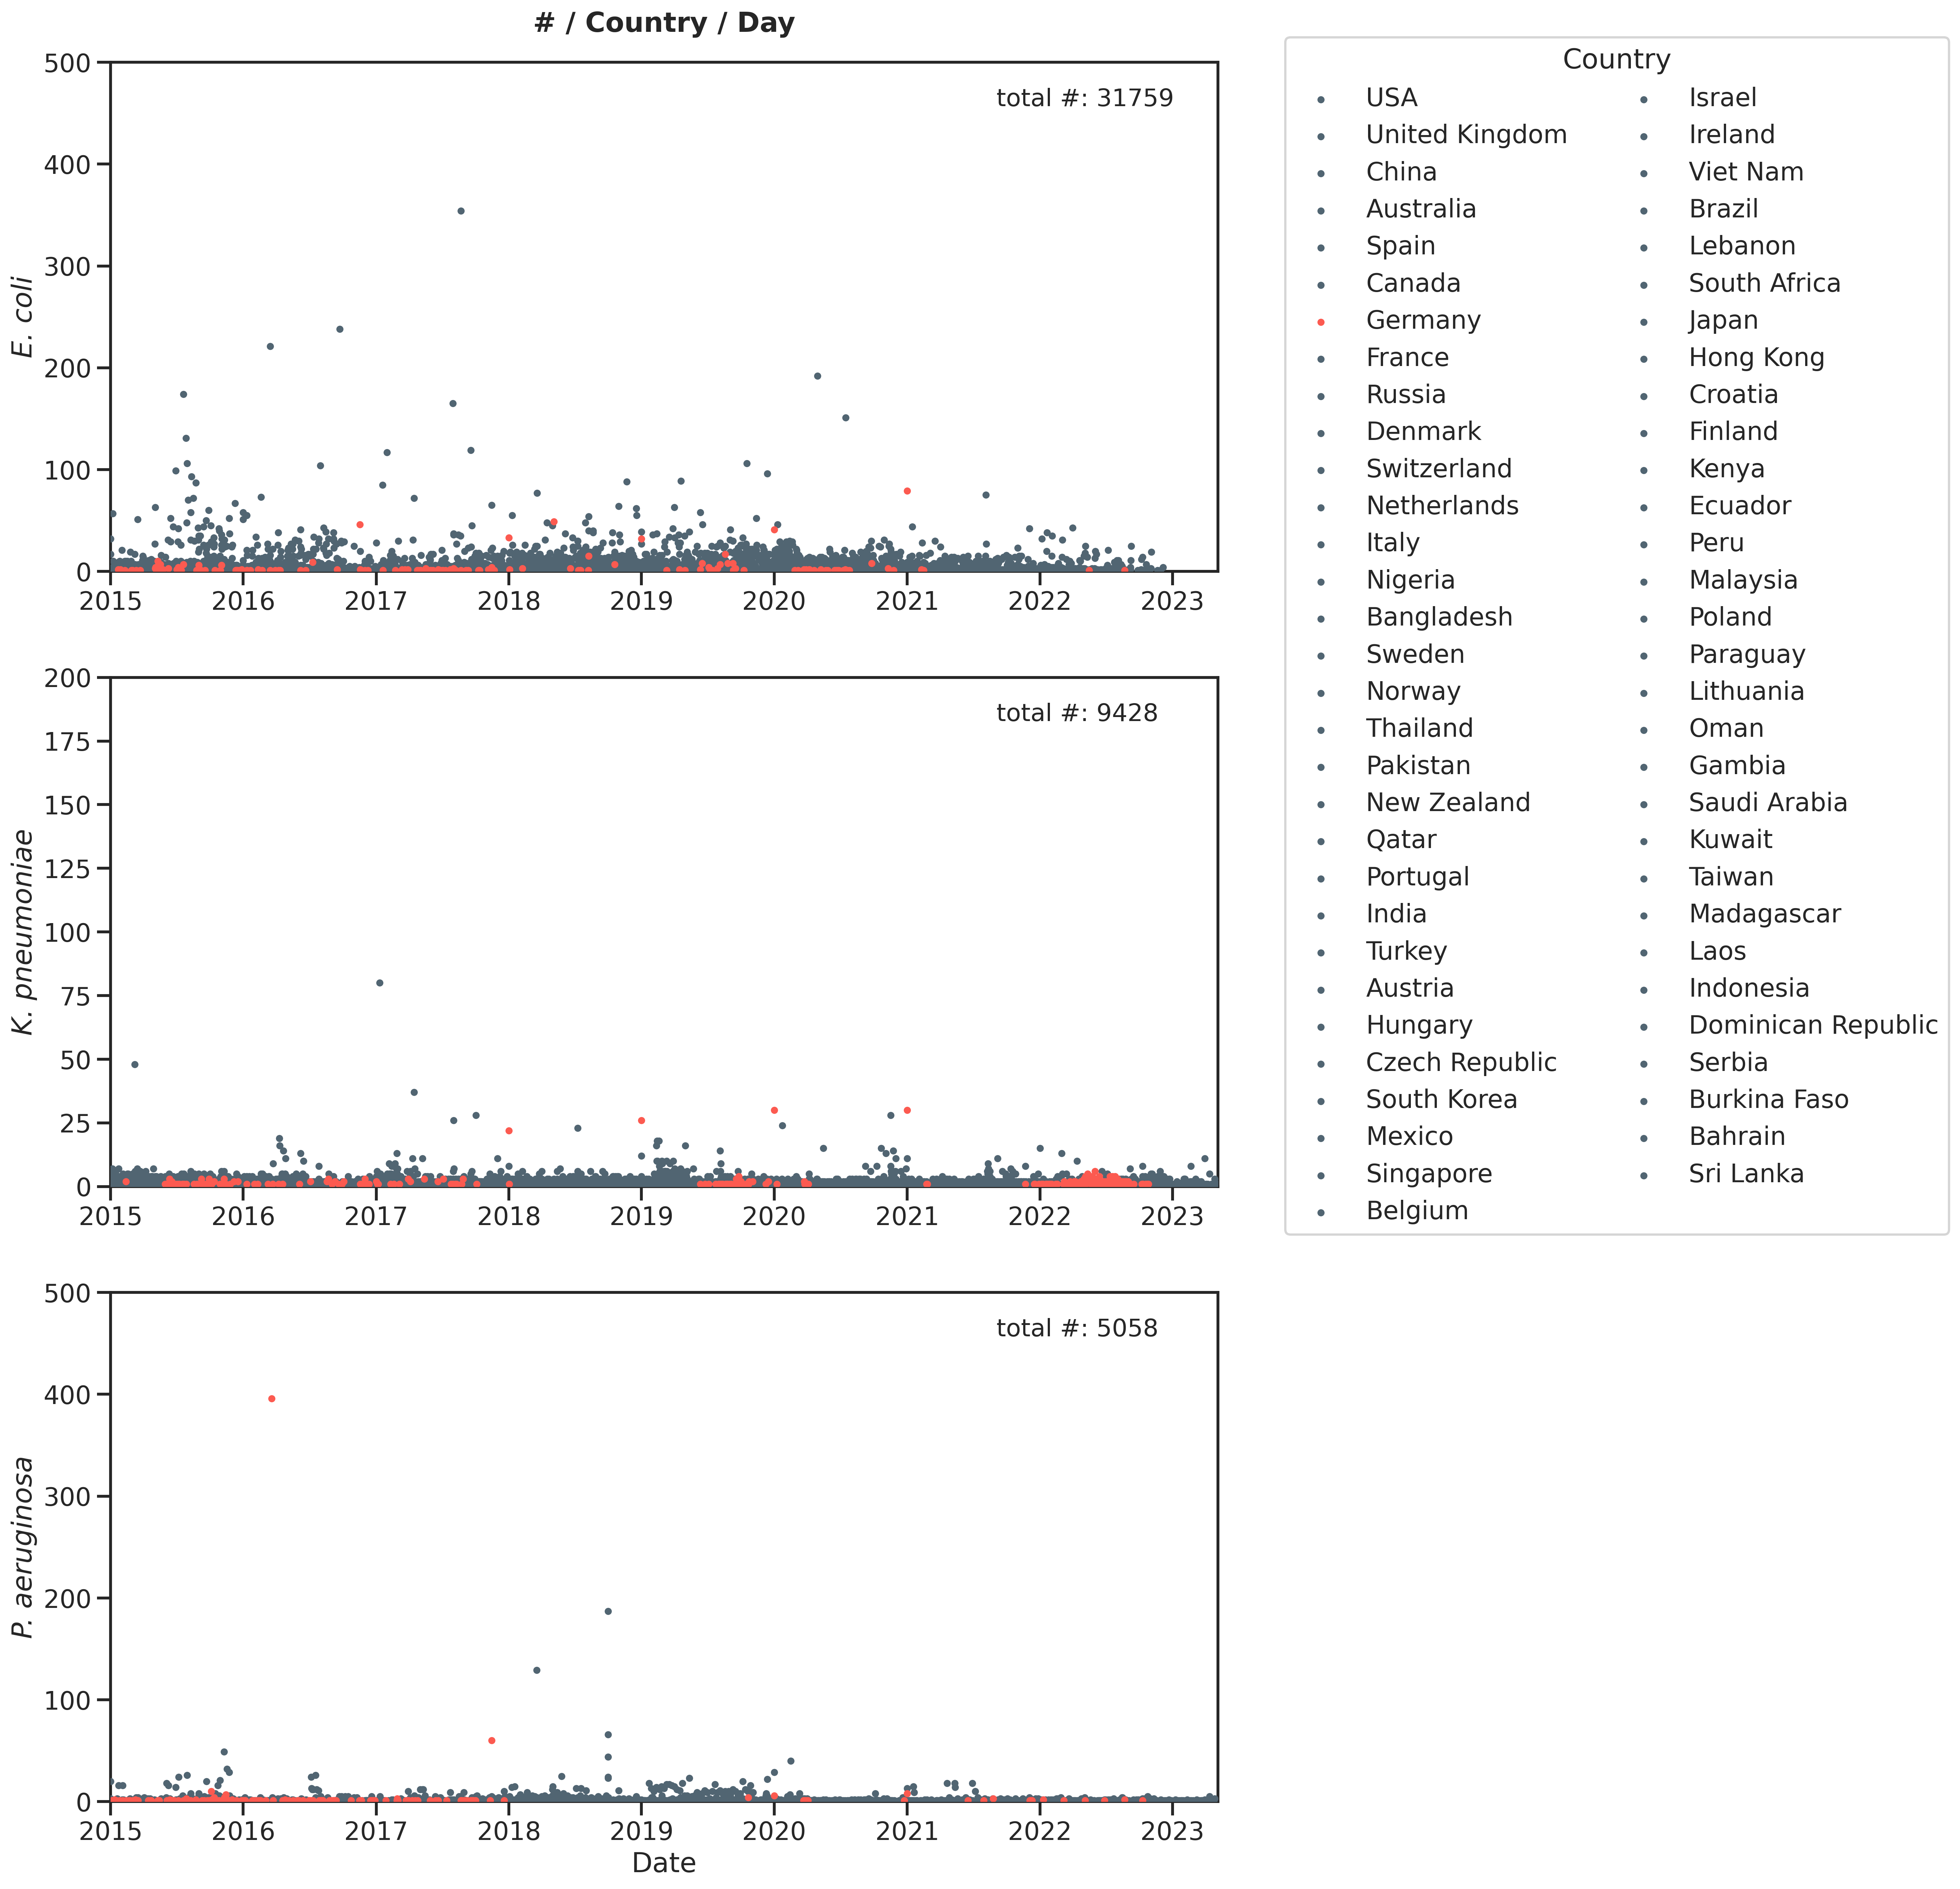 # / Country / Day
500
400
300
200
100
0
E. coli
total #: 31759
2015 2016 2017 2018 2019 2020 2021 2022 2023
200
175
150
125
100
75
50
25
0
K. pneumoniae
total #: 9428
2015 2016 2017 2018 2019 2020 2021 2022 2023
500
400
300
200
100
0
P. aeruginosa
total #: 5058
2015 2016 2017 2018 2019 2020 2021 2022 2023
Date
Country
USA
United Kingdom
China
Australia
Spain
Canada
Germany
France
Russia
Denmark
Switzerland
Netherlands
Italy
Nigeria
Bangladesh
Sweden
Norway
Thailand
Pakistan
New Zealand
Qatar
Portugal
India
Turkey
Austria
Hungary
Czech Republic
South Korea
Mexico
Singapore
Belgium
Israel
Ireland
Viet Nam
Brazil
Lebanon
South Africa
Japan
Hong Kong
Croatia
Finland
Kenya
Ecuador
Peru
Malaysia
Poland
Paraguay
Lithuania
Oman
Gambia
Saudi Arabia
Kuwait
Taiwan
Madagascar
Laos
Indonesia
Dominican Republic
Serbia
Burkina Faso
Bahrain
Sri Lanka